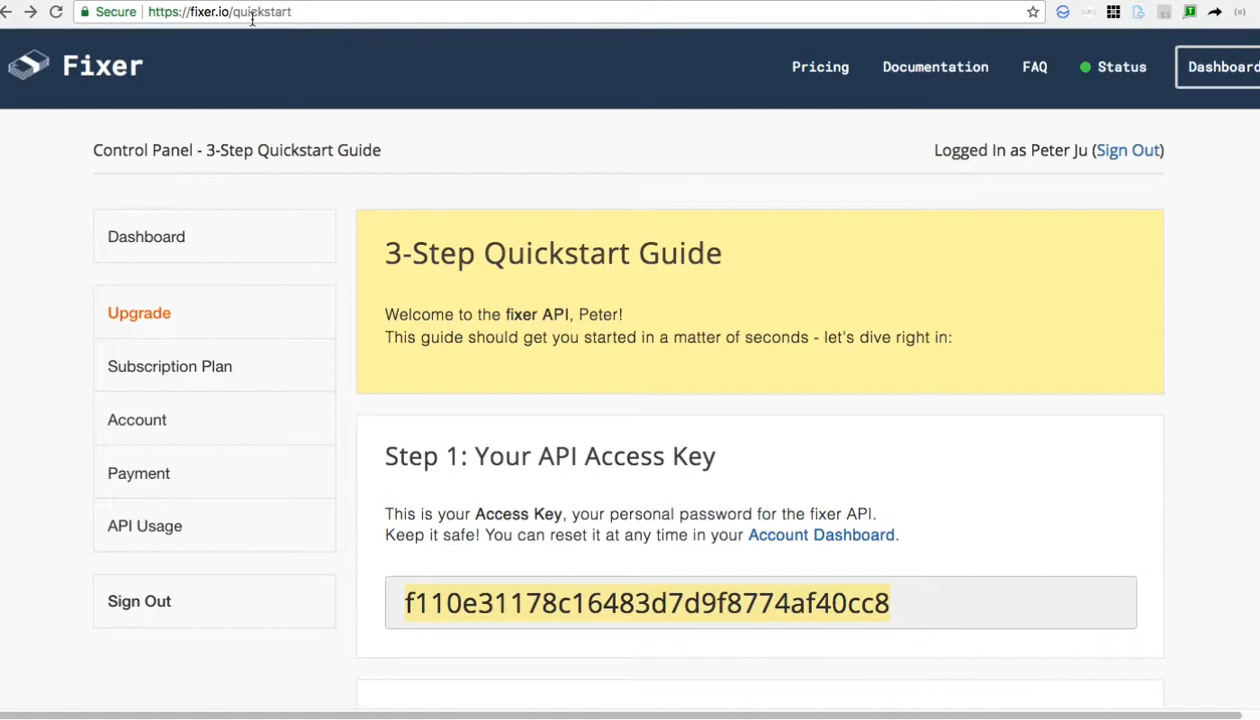 Secure https://fixer.io/quickstart
Fixer
Pricing Documentation FAQ Status Dashboard
Control Panel - 3-Step Quickstart Guide
Logged In as Peter Ju (Sign Out)
Dashboard
Upgrade
Subscription Plan
Account
Payment
API Usage
Sign Out
3-Step Quickstart Guide
Welcome to the fixer API, Peter!
This guide should get you started in a matter of seconds - let's dive right in:
Step 1: Your API Access Key
This is your Access Key, your personal password for the fixer API.
Keep it safe! You can reset it at any time in your Account Dashboard.
f110e31178c16483d7d9f8774af40cc8